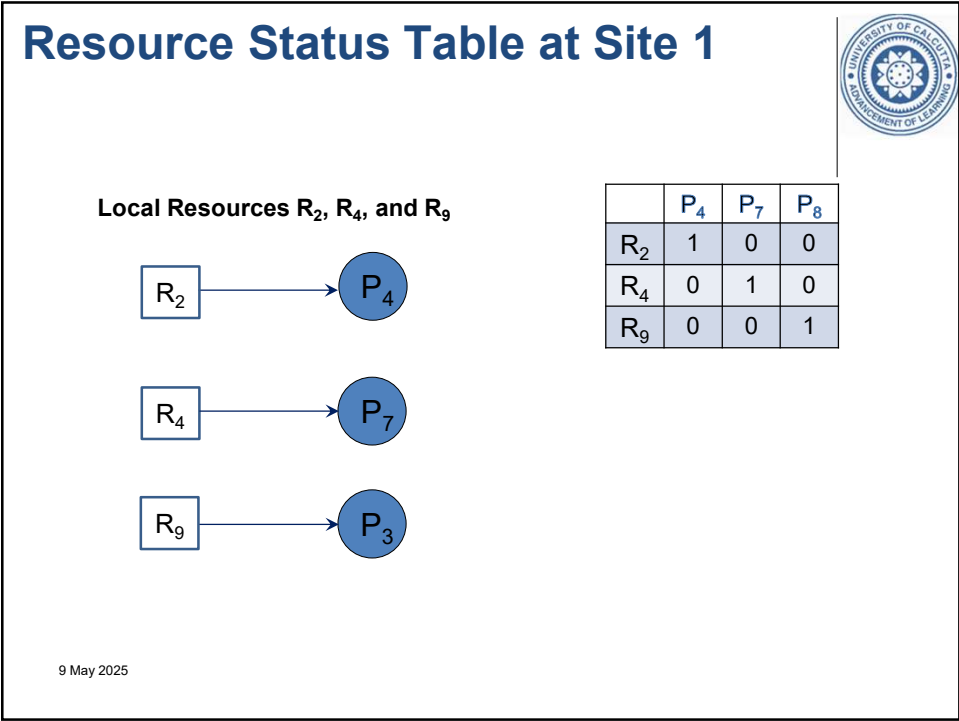 Resource Status Table at Site 1
UNIVERSITY OF CALCUTTA
ADVANCEMENT OF LEARNING
Local Resources R₂, R₄, and R₉
P₄ P₇ P₈
R₂ 1 0 0
R₄ 0 1 0
R₉ 0 0 1
R₂ P₄
R₄ P₇
R₉ P₃
9 May 2025